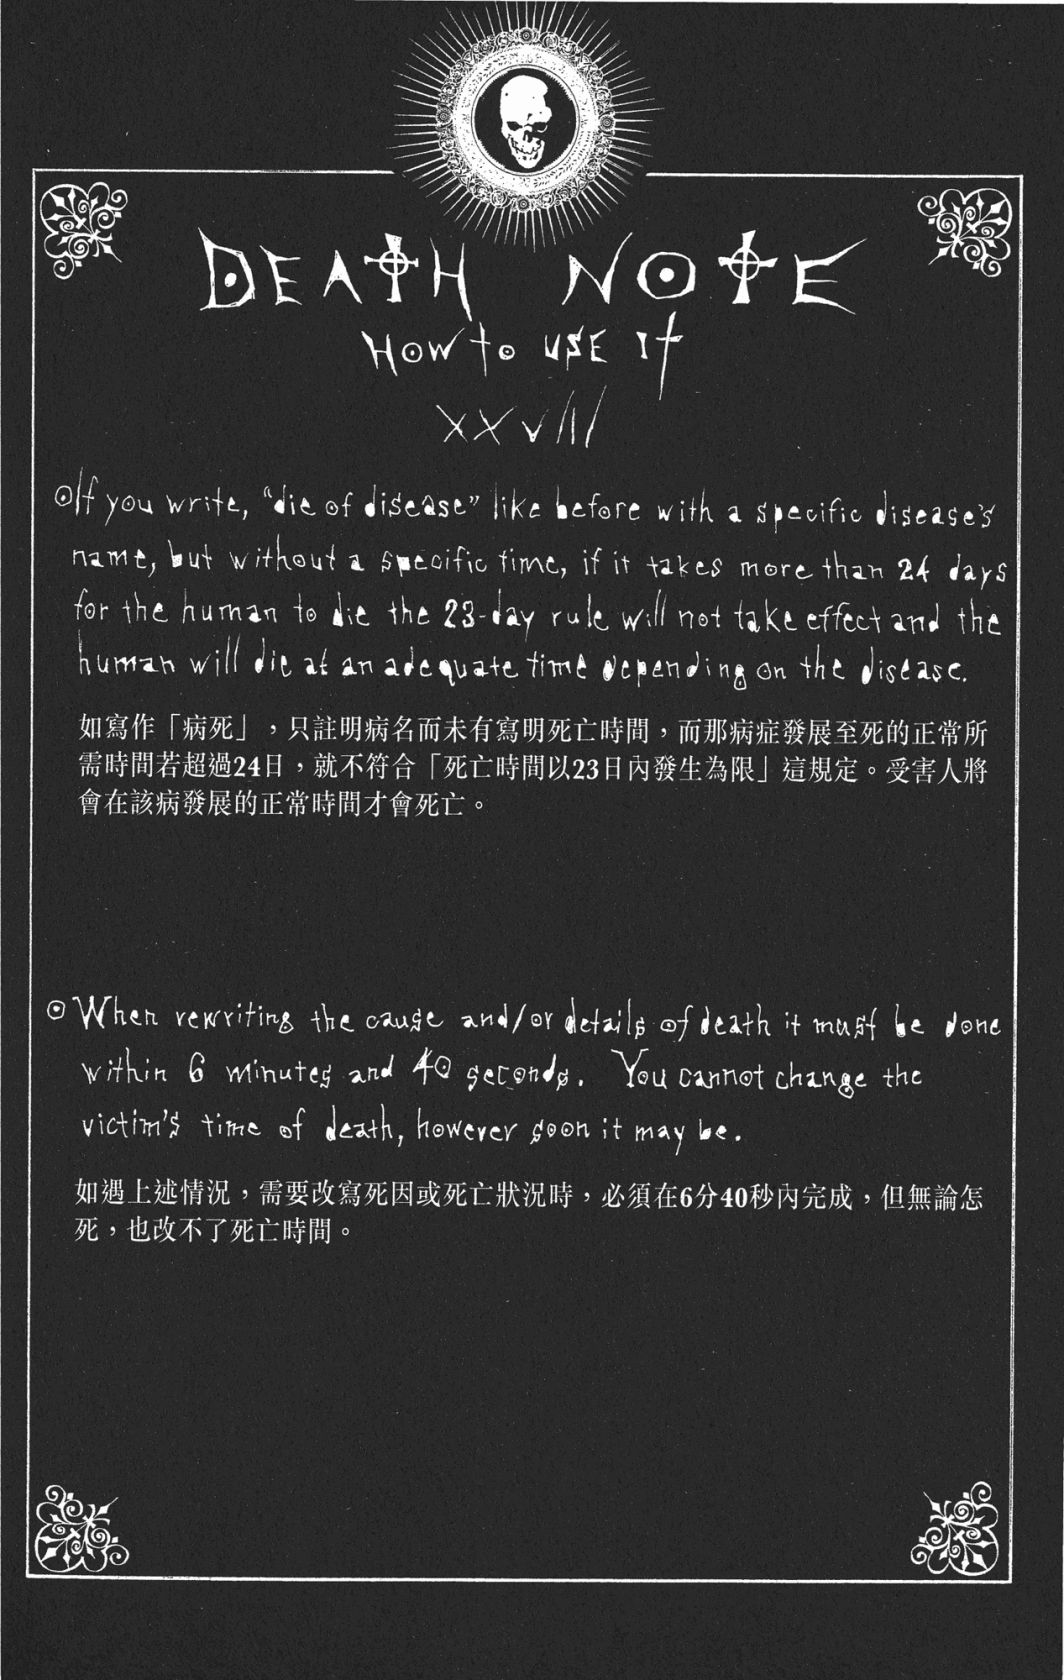 DEATH NOTE
HOW to USE It
XXVIII
If you write, “die of disease” like before with a specific disease's
name, but without a specific time, if it takes more than 24 days
for the human to die the 23-day rule will not take effect and the
human will die at an adequate time depending on the disease.
如寫作「病死」，只註明病名而未有寫明死亡時間，而那病症發展至死的正常所
需時間若超過24日，就不符合「死亡時間以23日內發生為限」這規定。受害人將
會在該病發展的正常時間才會死亡。
When rewriting the cause and/or details of death it must be done
within 6 minutes and 40 seconds. You cannot change the
victim's time of death, however soon it may be.
如遇上述情況，需要改寫死因或死亡狀況時，必須在6分40秒內完成，但無論怎
死，也改不了死亡時間。